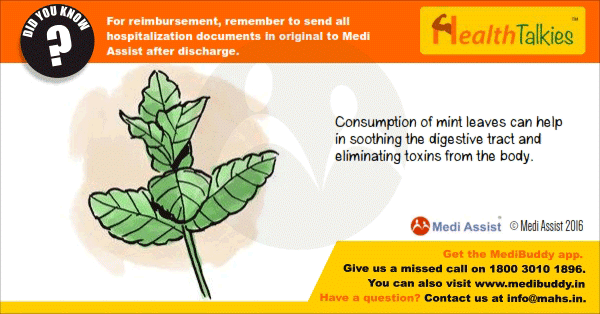 DID YOU KNOW
?
For reimbursement, remember to send all
hospitalization documents in original to Medi
Assist after discharge.
HealthTalkies™
Consumption of mint leaves can help
in soothing the digestive tract and
eliminating toxins from the body.
Medi Assist® © Medi Assist 2016
Get the MediBuddy app.
Give us a missed call on 1800 3010 1896.
You can also visit www.medibuddy.in
Have a question? Contact us at info@mahs.in.